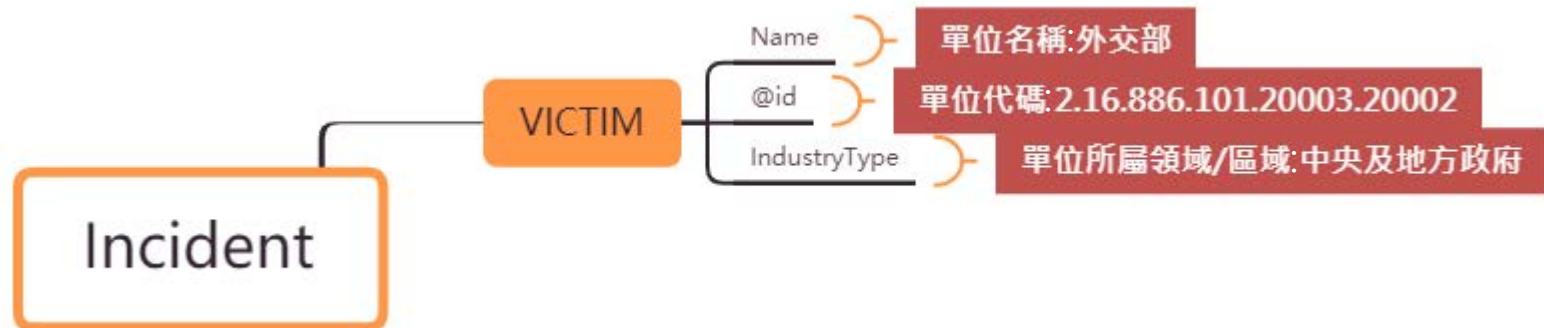 Name
單位名稱:外交部
@id
單位代碼:2.16.886.101.20003.20002
VICTIM
IndustryType
單位所屬領域/區域:中央及地方政府
Incident